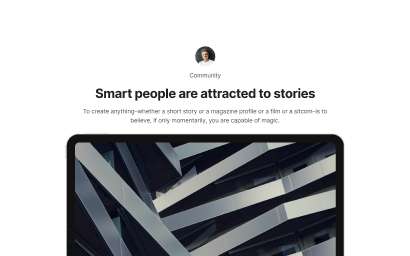 Community
Smart people are attracted to stories
To create anything–whether a short story or a magazine profile or a film or a sitcom–is to
believe, if only momentarily, you are capable of magic.